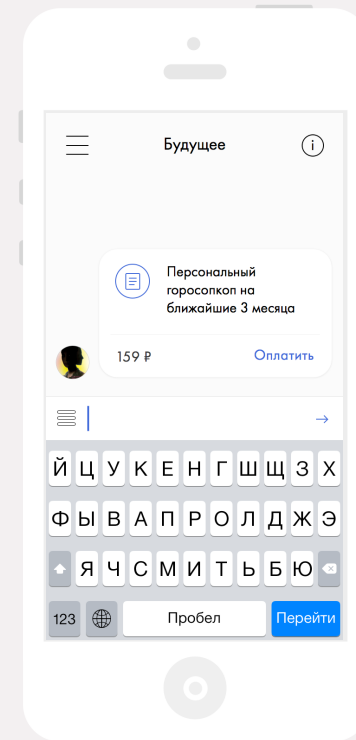 Будущее
Персональный
горосопкоп на
ближайшие 3 месяца
159 ₽
Оплатить
Й Ц У К Е Н Г Ш Щ З Х
Ф Ы В А П Р О Л Д Ж Э
Я Ч С М И Т Ь Б Ю
123 Пробел Перейти